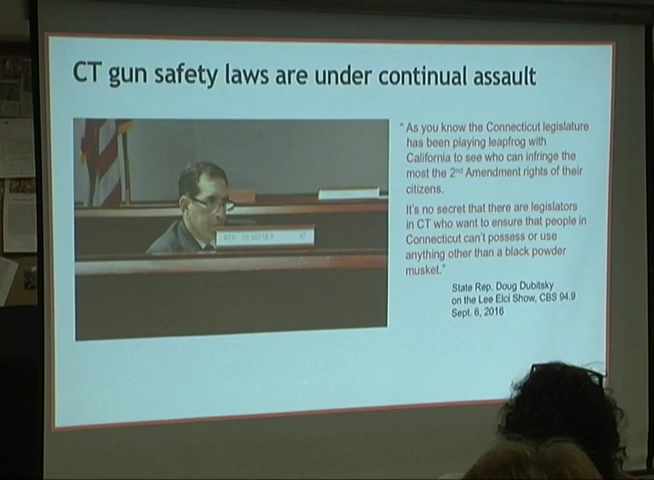 CT gun safety laws are under continual assault
" As you know the Connecticut legislature
has been playing leapfrog with
California to see who can infringe the
most the 2nd Amendment rights of their
citizens.
It's no secret that there are legislators
in CT who want to ensure that people in
Connecticut can't possess or use
anything other than a black powder
musket."
State Rep. Doug Dubitsky
on the Lee Elci Show, CBS 94.9
Sept. 6, 2016